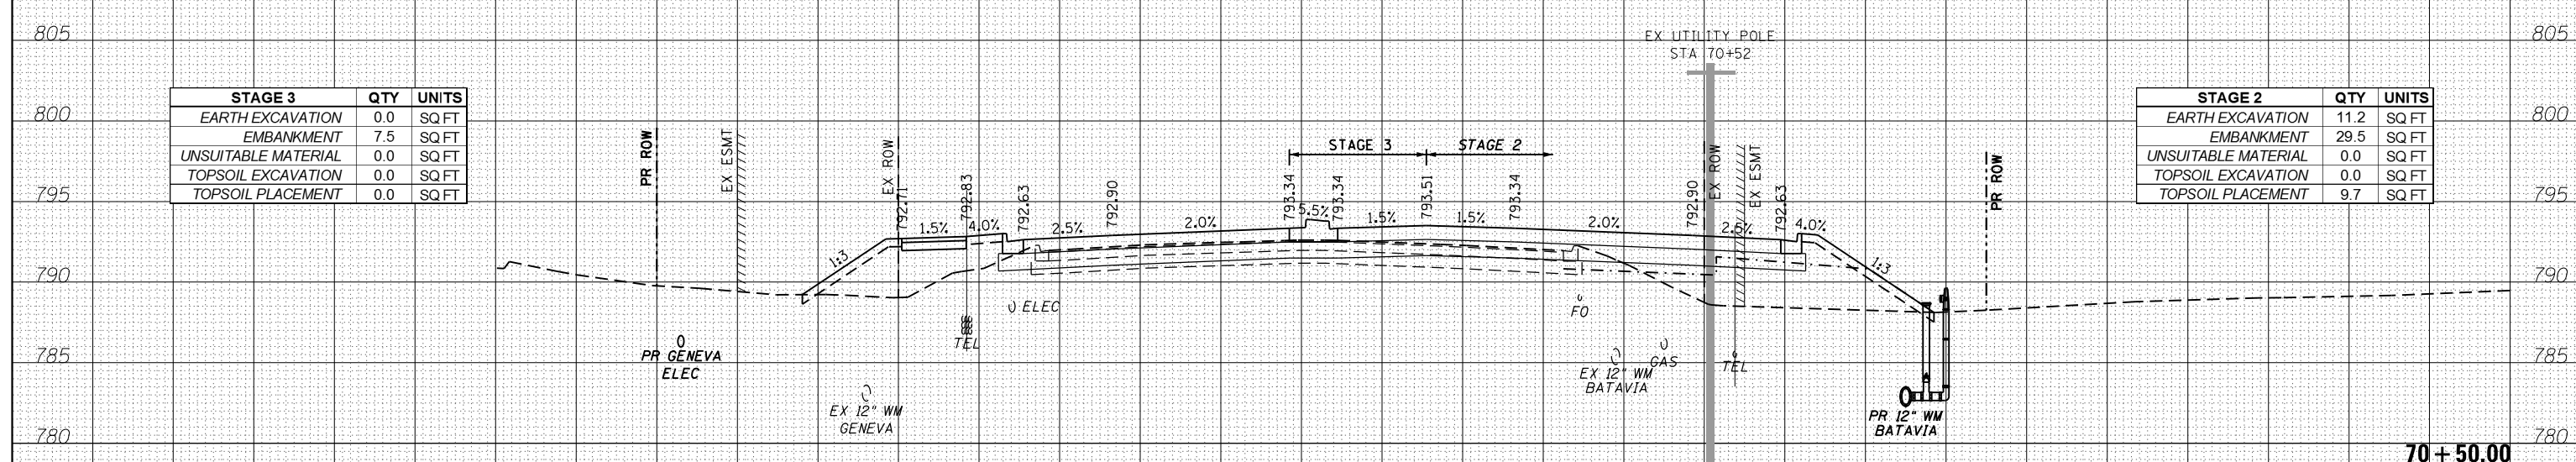 805
805
EX UTILITY POLE
STA 70+52
STAGE 3 QTY UNITS
EARTH EXCAVATION 0.0 SQ FT
EMBANKMENT 7.5 SQ FT
UNSUITABLE MATERIAL 0.0 SQ FT
TOPSOIL EXCAVATION 0.0 SQ FT
TOPSOIL PLACEMENT 0.0 SQ FT
STAGE 2 QTY UNITS
EARTH EXCAVATION 11.2 SQ FT
EMBANKMENT 29.5 SQ FT
UNSUITABLE MATERIAL 0.0 SQ FT
TOPSOIL EXCAVATION 0.0 SQ FT
TOPSOIL PLACEMENT 9.7 SQ FT
800
800
PR ROW
EX ESMT
EX ROW
STAGE 3
STAGE 2
EX ROW
EX ESMT
PR ROW
795
795
792.71
792.83
792.63
792.90
793.34
793.34
793.51
793.34
792.90
792.63
1.5%
4.0%
2.5%
2.0%
5.5%
1.5%
1.5%
2.0%
2.5%
4.0%
1:3
1:3
790
790
ELEC
FO
TEL
785
785
PR GENEVA
ELEC
GAS
TEL
EX 12" WM
BATAVIA
EX 12" WM
GENEVA
PR 12" WM
BATAVIA
780
780
70+50.00